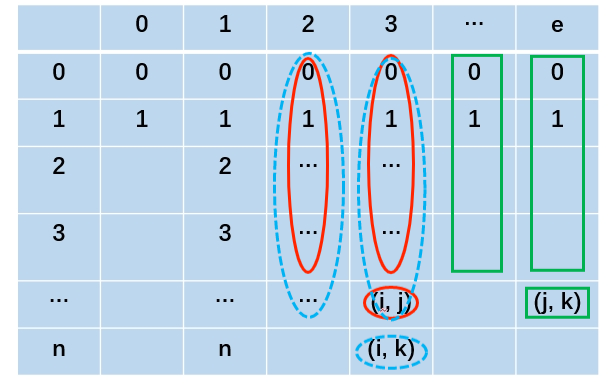 0 1 2 3 ... e
0 0 0 0 0 0 0
1 1 1 1 1 1 1
2 2 ... ...
3 3 ... ...
... ... ... (i, j) (j, k)
n n (i, k)